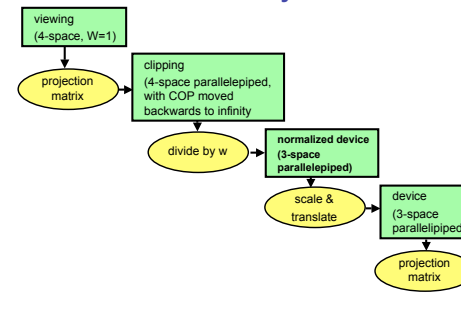 viewing
(4-space, W=1)
projection
matrix
clipping
(4-space parallelepiped,
with COP moved
backwards to infinity
divide by w
normalized device
(3-space
parallelepiped)
scale &
translate
device
(3-space
parallelipiped
projection
matrix